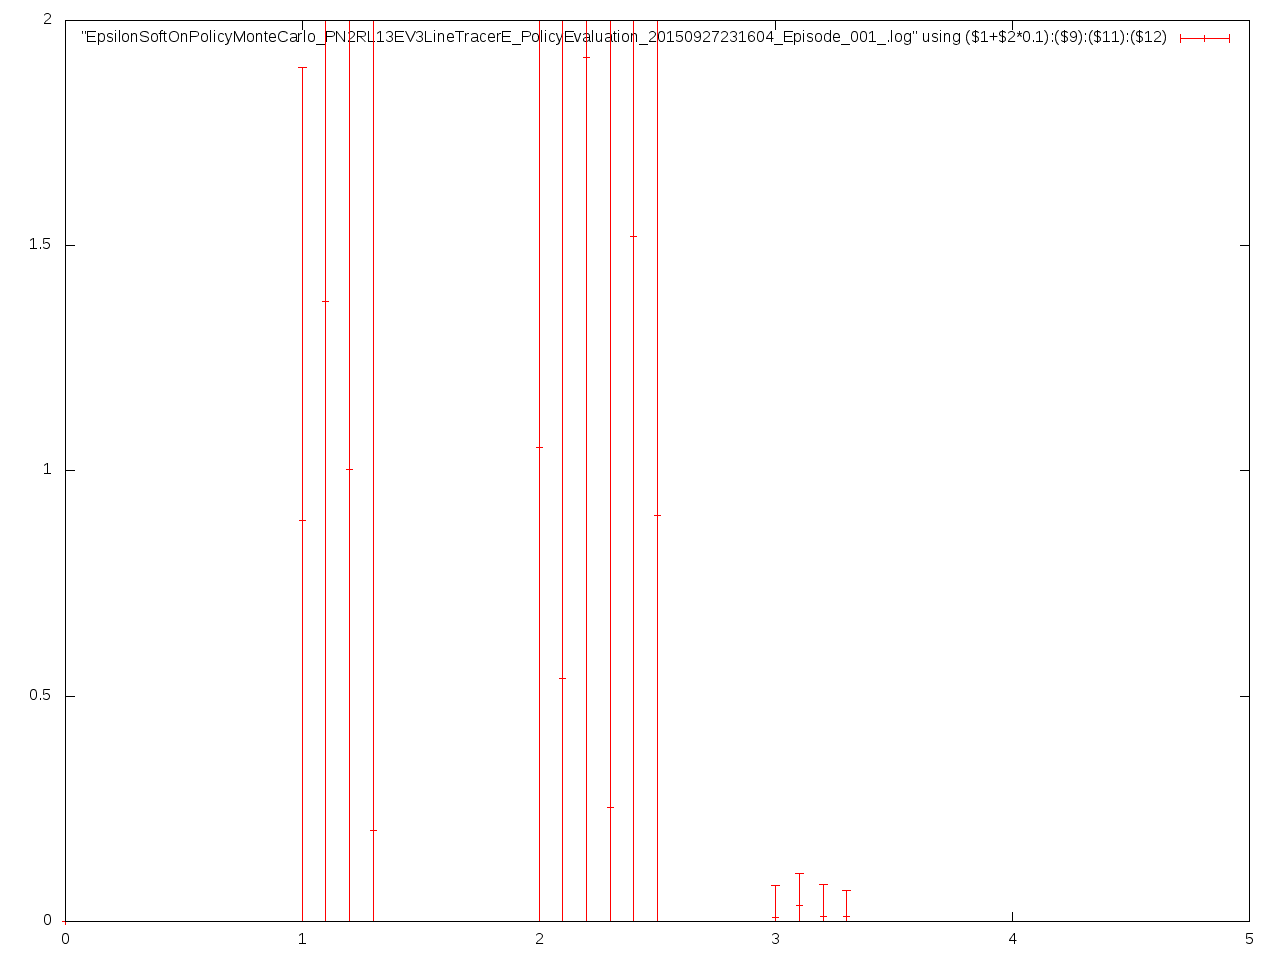 2
"EpsilonSoftOnPolicyMonteCarlo_PN2RL13EV3LineTracerE_PolicyEvaluation_20150927231604_Episode_001_.log" using ($1+$2*0.1):($9):($11):($12)
1.5
1
0.5
0
0 1 2 3 4 5